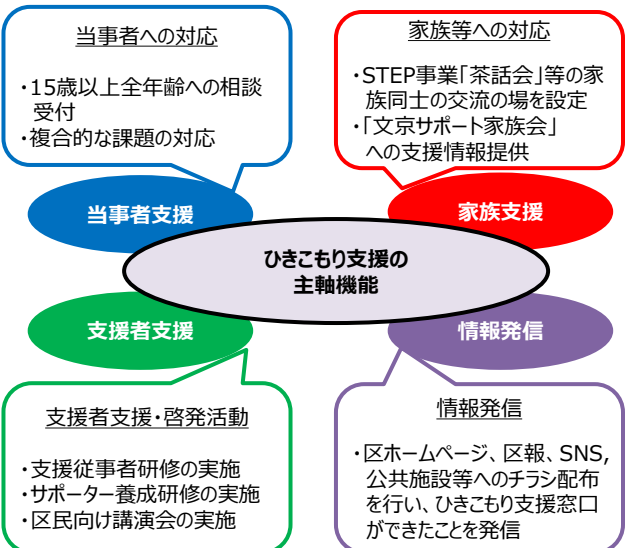 当事者への対応
・15歳以上全年齢への相談
受付
・複合的な課題の対応
家族等への対応
・STEP事業「茶話会」等の家
族同士の交流の場を設定
・「文京サポート家族会」
への支援情報提供
当事者支援
家族支援
ひきこもり支援の
主軸機能
支援者支援
情報発信
支援者支援・啓発活動
・支援従事者研修の実施
・サポーター養成研修の実施
・区民向け講演会の実施
情報発信
・区ホームページ、区報、SNS,
公共施設等へのチラシ配布
を行い、ひきこもり支援窓口
ができたことを発信